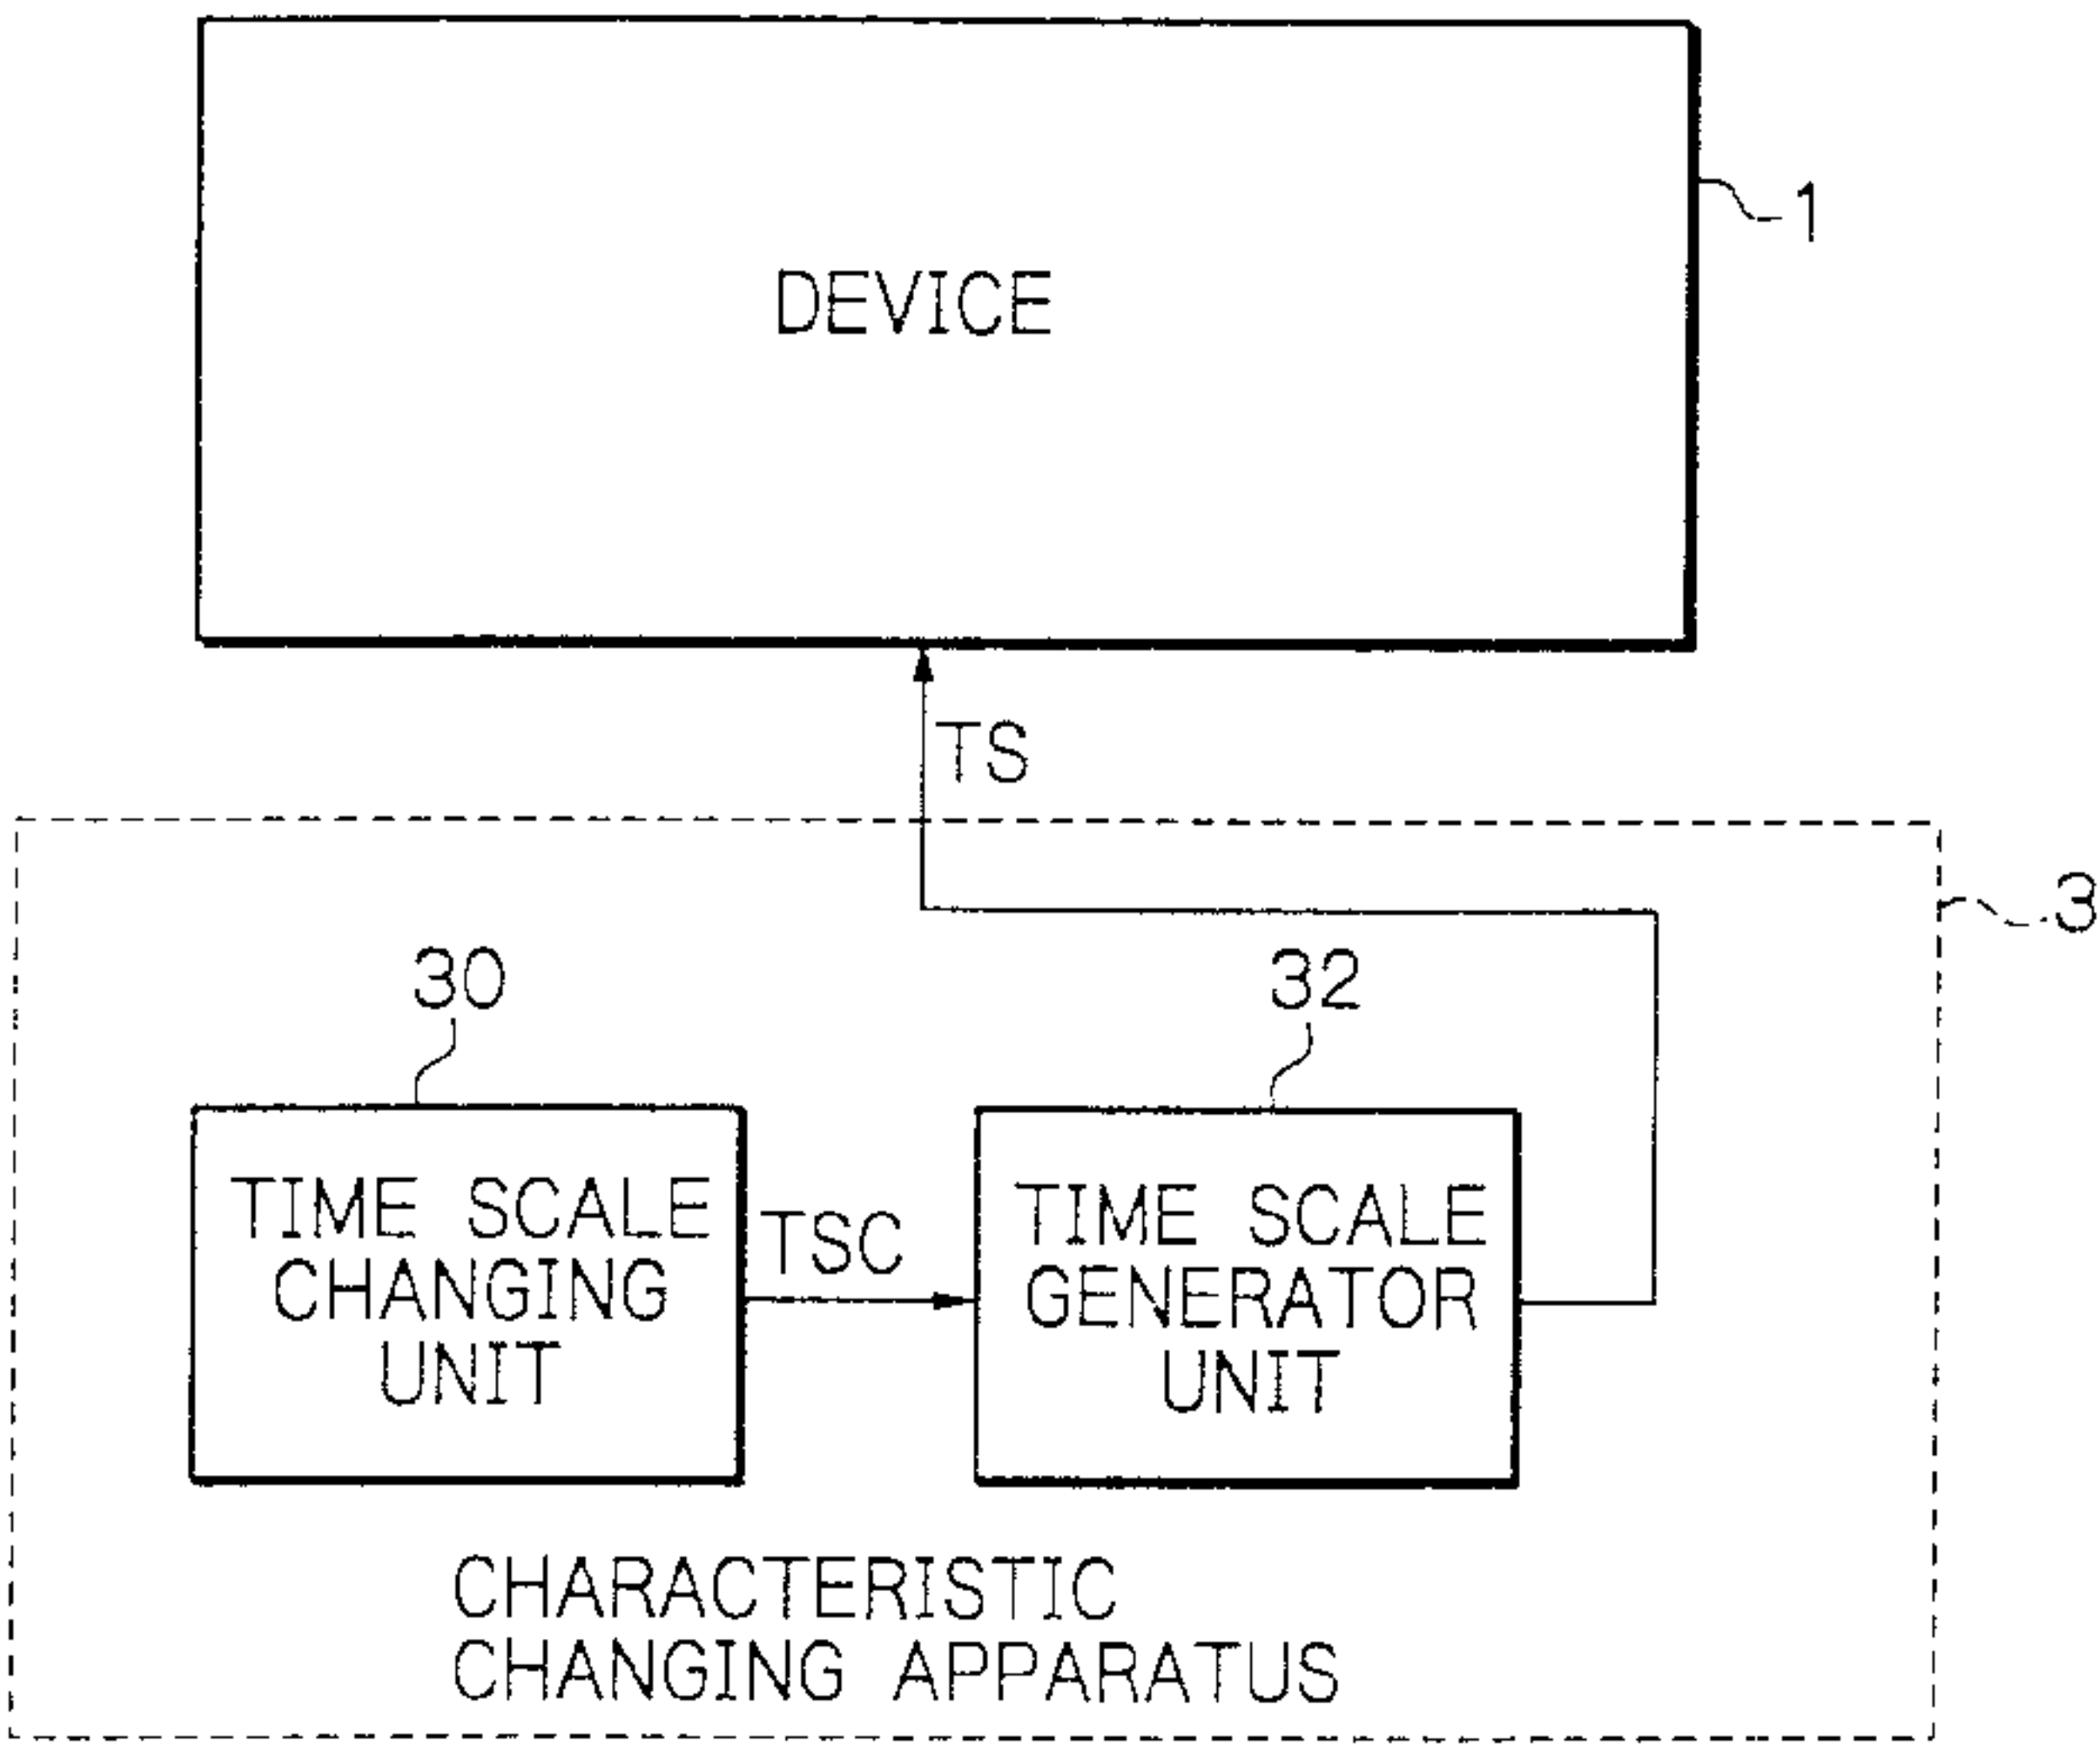 1
DEVICE
TS
3
30
32
TIME SCALE
CHANGING
UNIT
TSC
TIME SCALE
GENERATOR
UNIT
CHARACTERISTIC
CHANGING APPARATUS